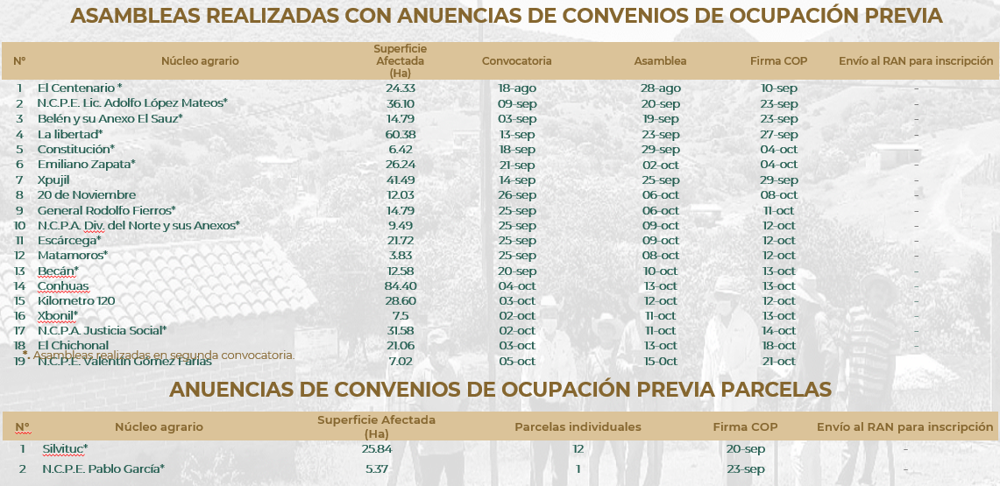 ASAMBLEAS REALIZADAS CON ANUENCIAS DE CONVENIOS DE OCUPACIÓN PREVIA
N° Núcleo agrario Superficie Afectada (Ha) Convocatoria Asamblea Firma COP Envío al RAN para inscripción
1 El Centenario * 24.33 18-ago 28-ago 10-sep -
2 N.C.P.E. Lic. Adolfo López Mateos* 36.10 09-sep 20-sep 23-sep -
3 Belén y su Anexo El Sauz* 14.79 03-sep 19-sep 23-sep -
4 La libertad* 60.38 13-sep 23-sep 27-sep -
5 Constitución* 6.42 18-sep 29-sep 04-oct -
6 Emiliano Zapata* 26.24 21-sep 02-oct 04-oct -
7 Xpujil 41.49 14-sep 25-sep 29-sep -
8 20 de Noviembre 12.03 26-sep 06-oct 08-oct -
9 General Rodolfo Fierros* 14.79 25-sep 06-oct 11-oct -
10 N.C.P.A. Div. del Norte y sus Anexos* 9.49 25-sep 09-oct 12-oct -
11 Escárcega* 21.72 25-sep 09-oct 12-oct -
12 Matamoros* 3.83 25-sep 08-oct 12-oct -
13 Becán* 12.58 20-sep 10-oct 13-oct -
14 Conhuas 84.40 04-oct 13-oct 13-oct -
15 Kilometro 120 28.60 03-oct 12-oct 12-oct -
16 Xbonil* 7.5 02-oct 11-oct 13-oct -
17 N.C.P.A. Justicia Social* 31.58 02-oct 11-oct 14-oct -
18 El Chichonal 21.06 03-oct 13-oct 18-oct -
*. Asambleas realizadas en segunda convocatoria.
19 N.C.P.E. Valentín Gómez Farías 7.02 05-oct 15-0ct 21-oct -
ANUENCIAS DE CONVENIOS DE OCUPACIÓN PREVIA PARCELAS
N° Núcleo agrario Superficie Afectada (Ha) Parcelas individuales Firma COP Envío al RAN para inscripción
1 Silvituc* 25.84 12 20-sep -
2 N.C.P.E. Pablo García* 5.37 1 23-sep -